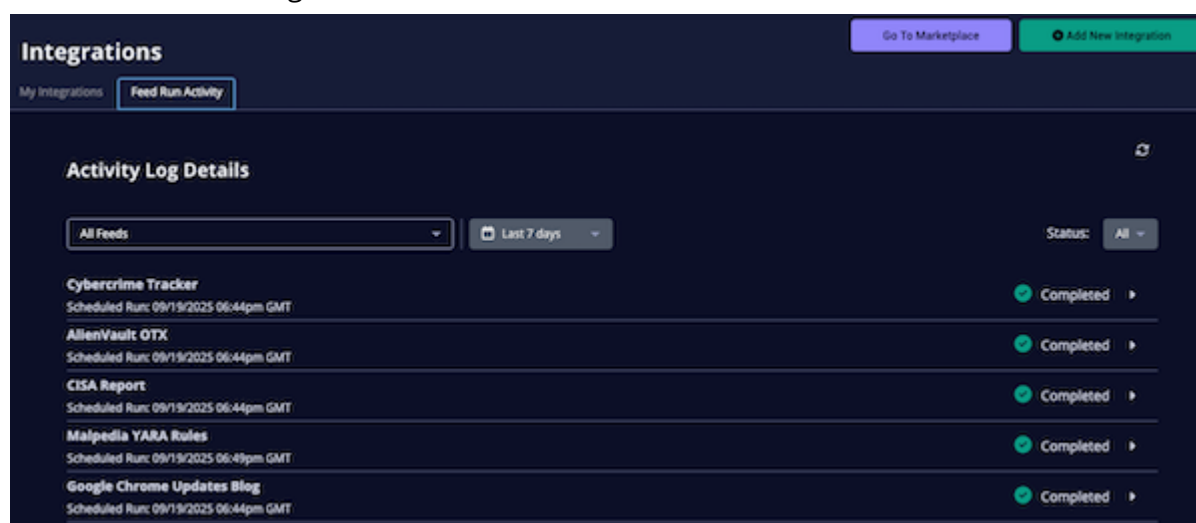 Integrations
Go To Marketplace
Add New Integration
My Integrations
Feed Run Activity
Activity Log Details
All Feeds
Last 7 days
Status:
All
Cybercrime Tracker
Completed
Scheduled Run: 09/19/2025 06:44pm GMT
AlienVault OTX
Completed
Scheduled Run: 09/19/2025 06:44pm GMT
CISA Report
Completed
Scheduled Run: 09/19/2025 06:44pm GMT
Malpedia YARA Rules
Completed
Scheduled Run: 09/19/2025 06:49pm GMT
Google Chrome Updates Blog
Completed
Scheduled Run: 09/19/2025 06:44pm GMT